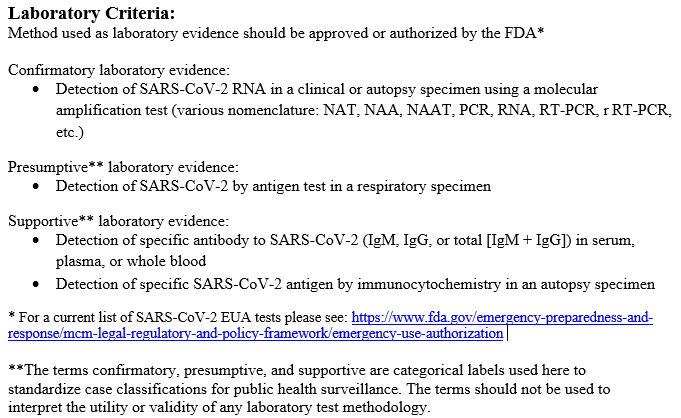 Laboratory Criteria:
Method used as laboratory evidence should be approved or authorized by the FDA*
Confirmatory laboratory evidence:
• Detection of SARS-CoV-2 RNA in a clinical or autopsy specimen using a molecular
amplification test (various nomenclature: NAT, NAA, NAAT, PCR, RNA, RT-PCR, r RT-PCR,
etc.)
Presumptive** laboratory evidence:
• Detection of SARS-CoV-2 by antigen test in a respiratory specimen
Supportive** laboratory evidence:
• Detection of specific antibody to SARS-CoV-2 (IgM, IgG, or total [IgM + IgG]) in serum,
plasma, or whole blood
• Detection of specific SARS-CoV-2 antigen by immunocytochemistry in an autopsy specimen
* For a current list of SARS-CoV-2 EUA tests please see: https://www.fda.gov/emergency-preparedness-and-
response/mcm-legal-regulatory-and-policy-framework/emergency-use-authorization
**The terms confirmatory, presumptive, and supportive are categorical labels used here to
standardize case classifications for public health surveillance. The terms should not be used to
interpret the utility or validity of any laboratory test methodology.